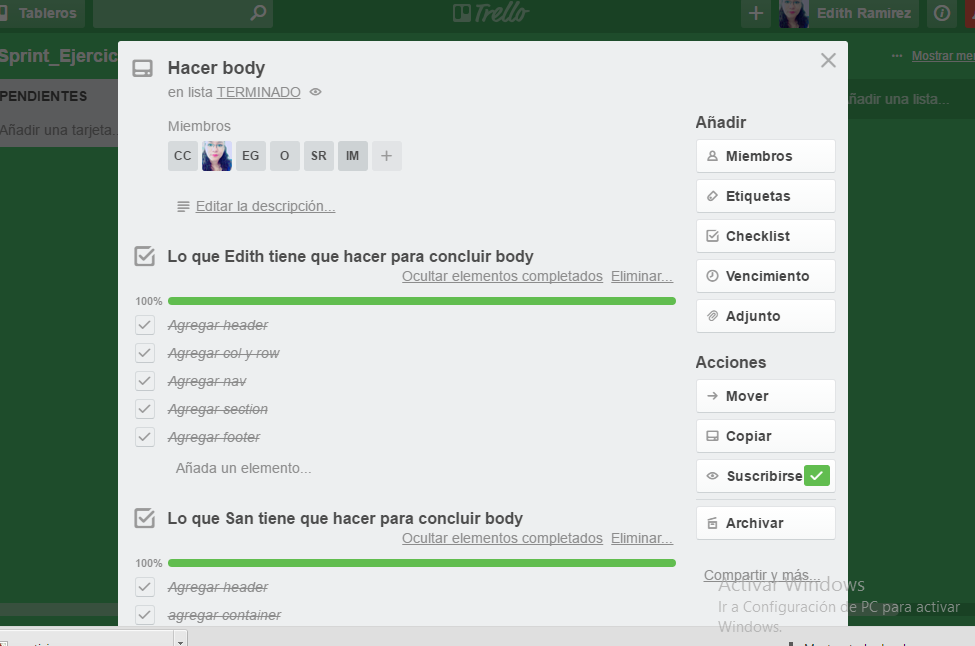 Tableros
Trello
Edith Ramirez
Sprint_Ejercic
Mostrar me
PENDIENTES
Añadir una tarjeta...
ñadir una lista...
Hacer body
en lista TERMINADO
Miembros
CC EG O SR IM +
Editar la descripción...
Lo que Edith tiene que hacer para concluir body
Ocultar elementos completados Eliminar...
100%
Agregar header
Agregar col y row
Agregar nav
Agregar section
Agregar footer
Añada un elemento...
Lo que San tiene que hacer para concluir body
Ocultar elementos completados Eliminar...
100%
Agregar header
agregar container
Añadir
Miembros
Etiquetas
Checklist
Vencimiento
Adjunto
Acciones
Mover
Copiar
Suscribirse
Archivar
Compartir y más...
Activar Windows
Ir a Configuración de PC para activar
Windows.